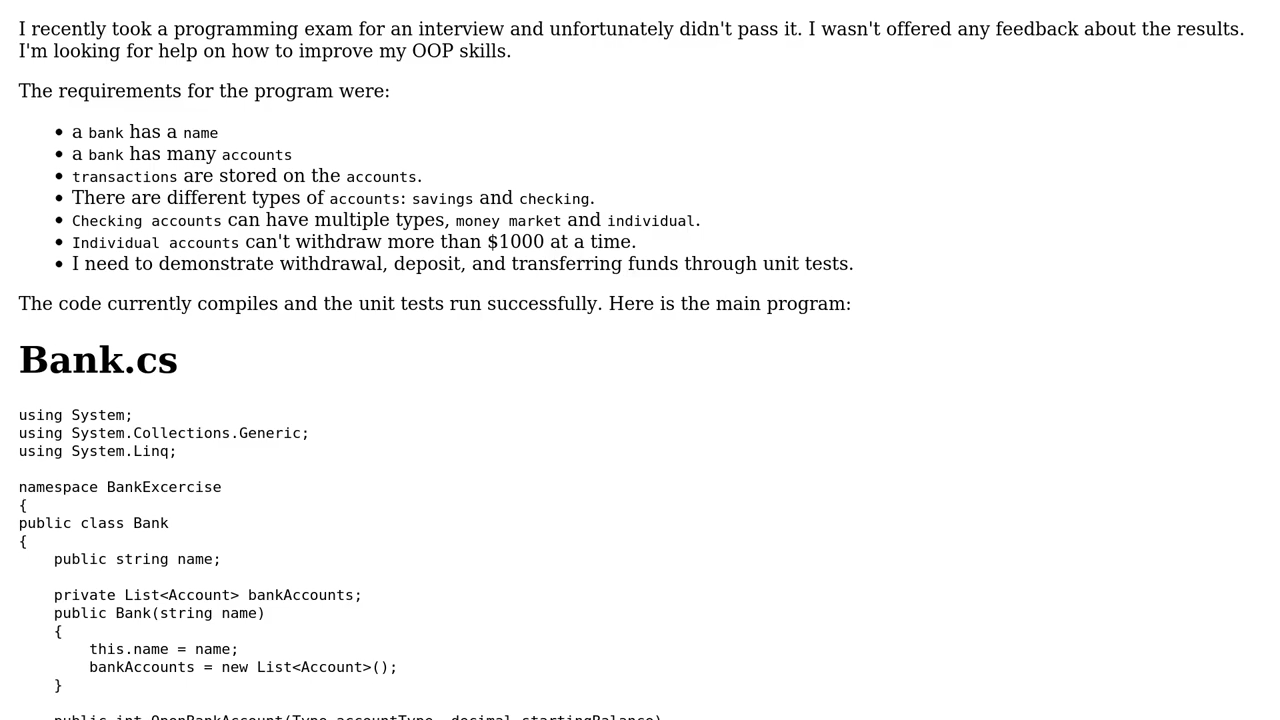 I recently took a programming exam for an interview and unfortunately didn't pass it. I wasn't offered any feedback about the results.
I'm looking for help on how to improve my OOP skills.
The requirements for the program were:
• a bank has a name
• a bank has many accounts
• transactions are stored on the accounts.
• There are different types of accounts: savings and checking.
• Checking accounts can have multiple types, money market and individual.
• Individual accounts can't withdraw more than $1000 at a time.
• I need to demonstrate withdrawal, deposit, and transferring funds through unit tests.
The code currently compiles and the unit tests run successfully. Here is the main program:
Bank.cs
using System;
using System.Collections.Generic;
using System.Linq;
namespace BankExcercise
{
public class Bank
{
    public string name;
    private List<Account> bankAccounts;
    public Bank(string name)
    {
        this.name = name;
        bankAccounts = new List<Account>();
    }
    public int OpenBankAccount(Type accountType, decimal startingBalance)